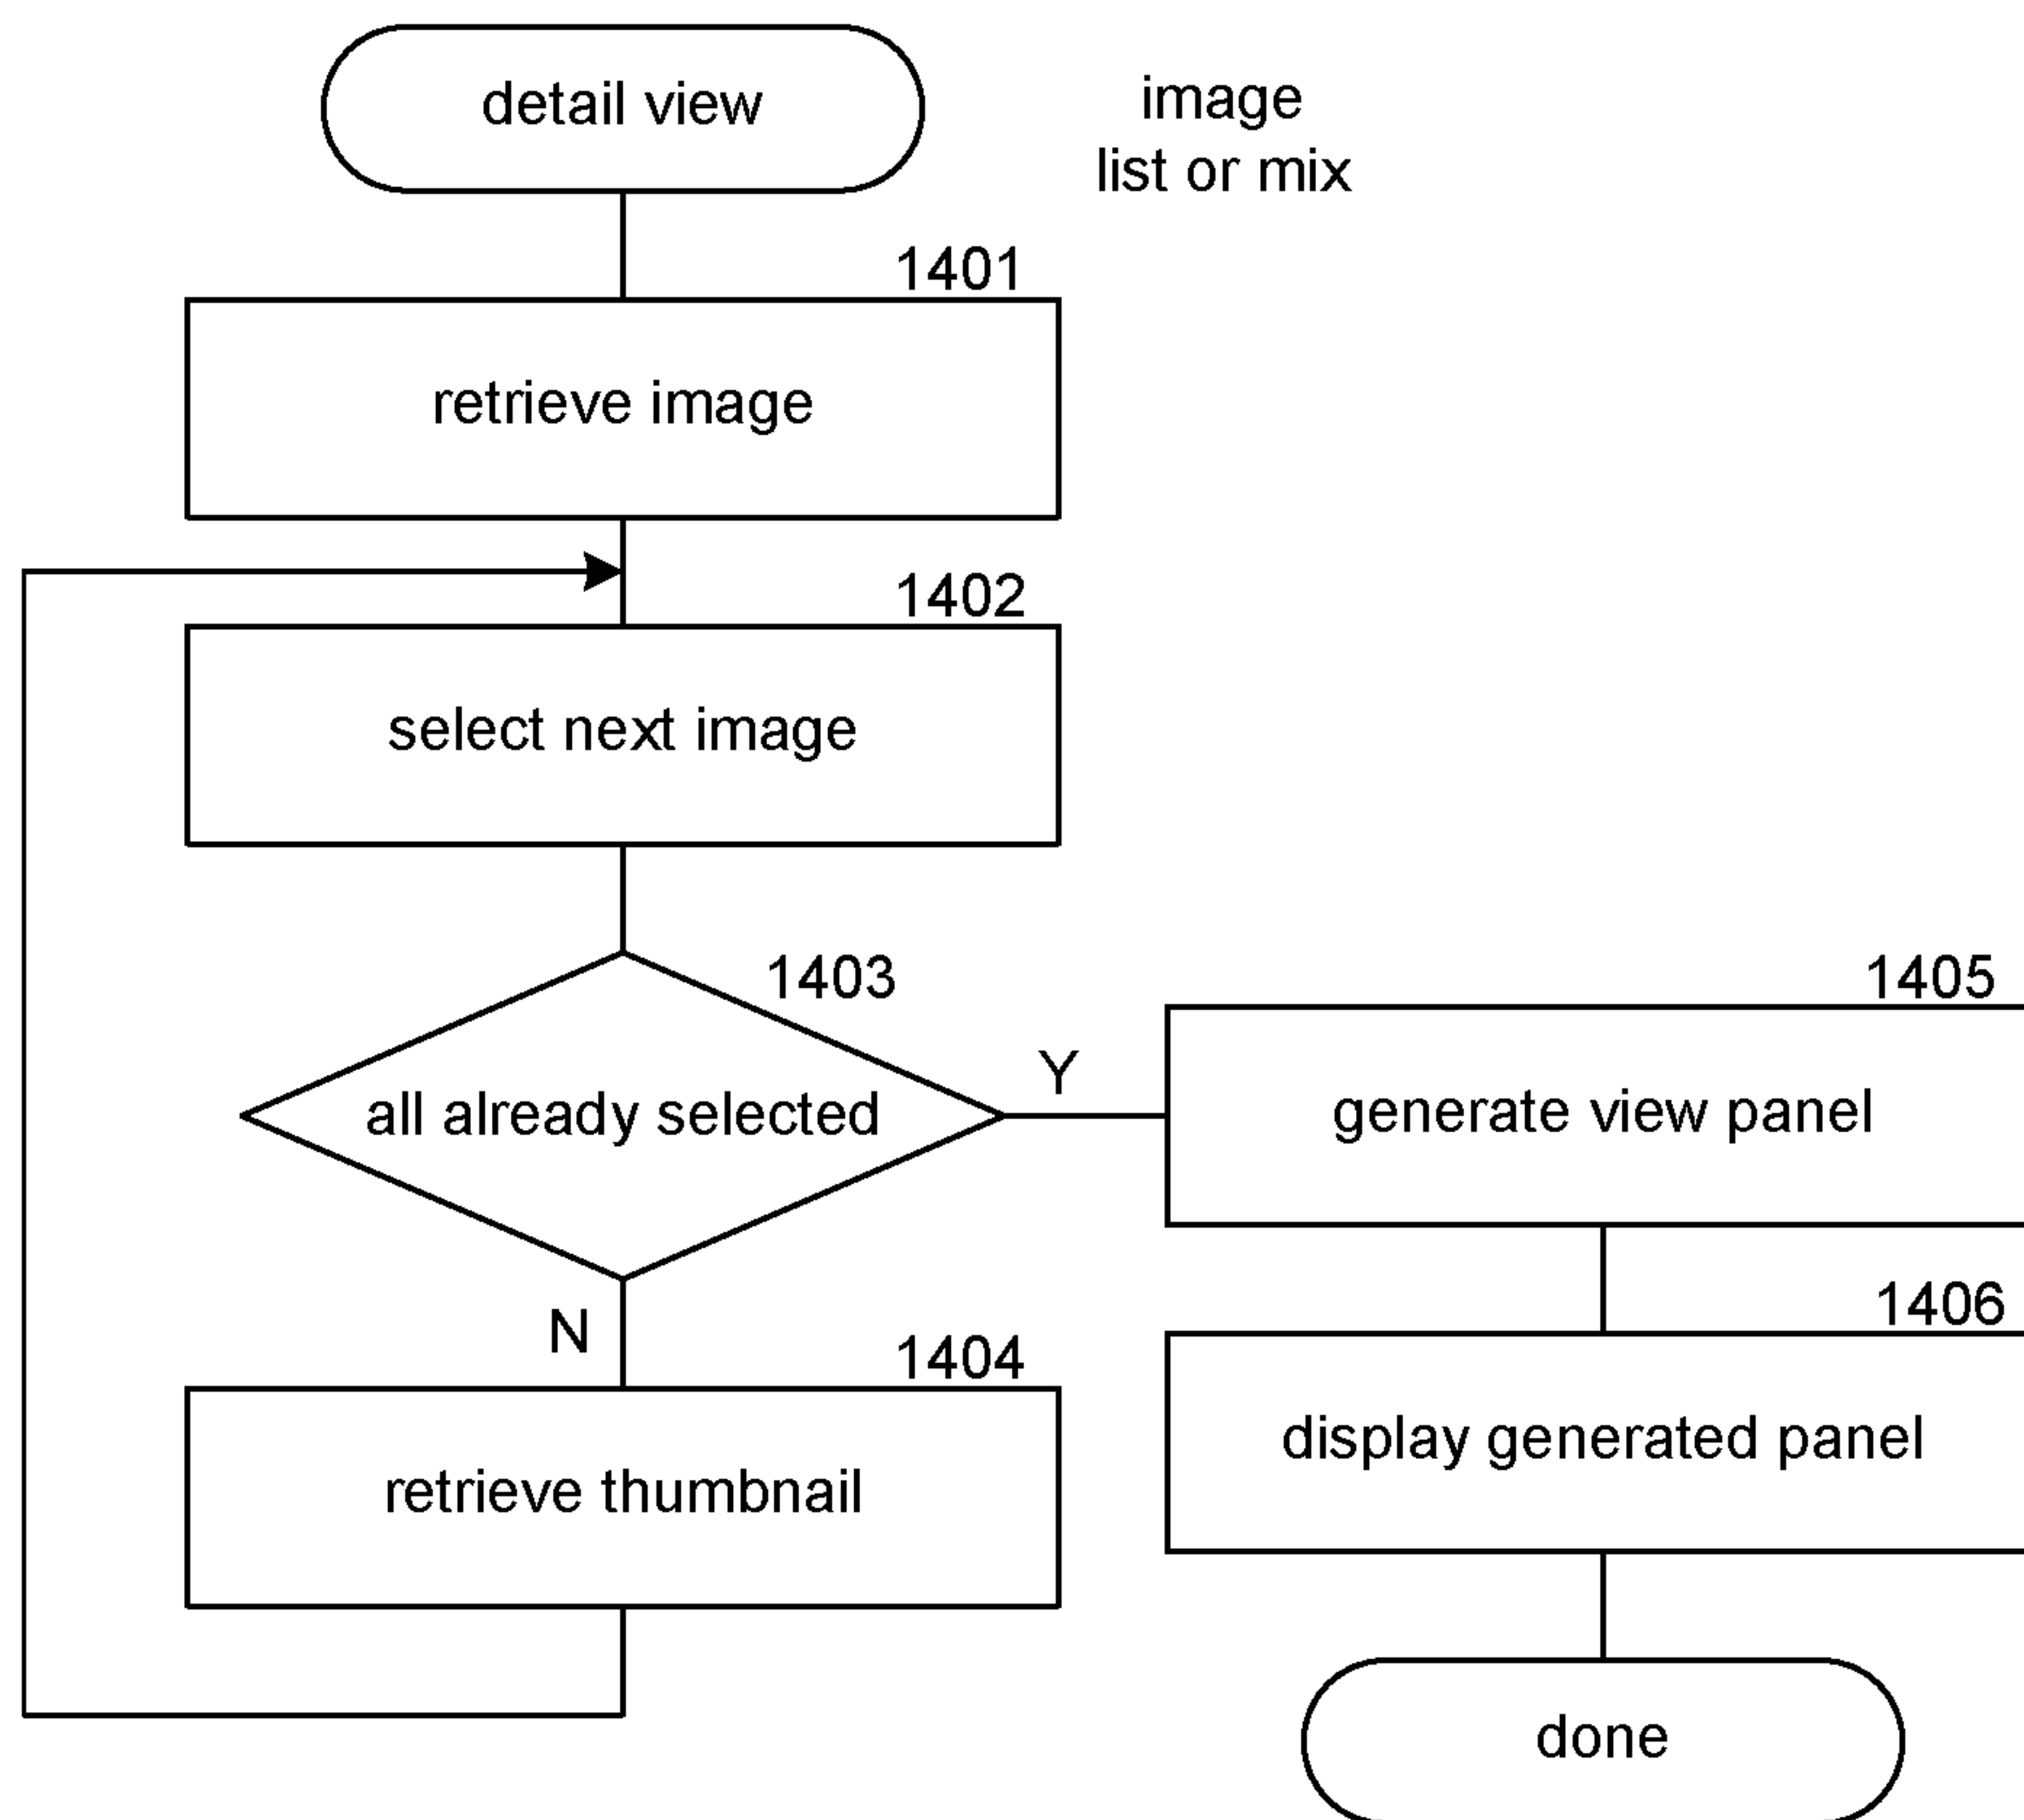 detail view
image
list or mix
1401
retrieve image
1402
select next image
1403
all already selected
Y
N
1404
retrieve thumbnail
1405
generate view panel
1406
display generated panel
done